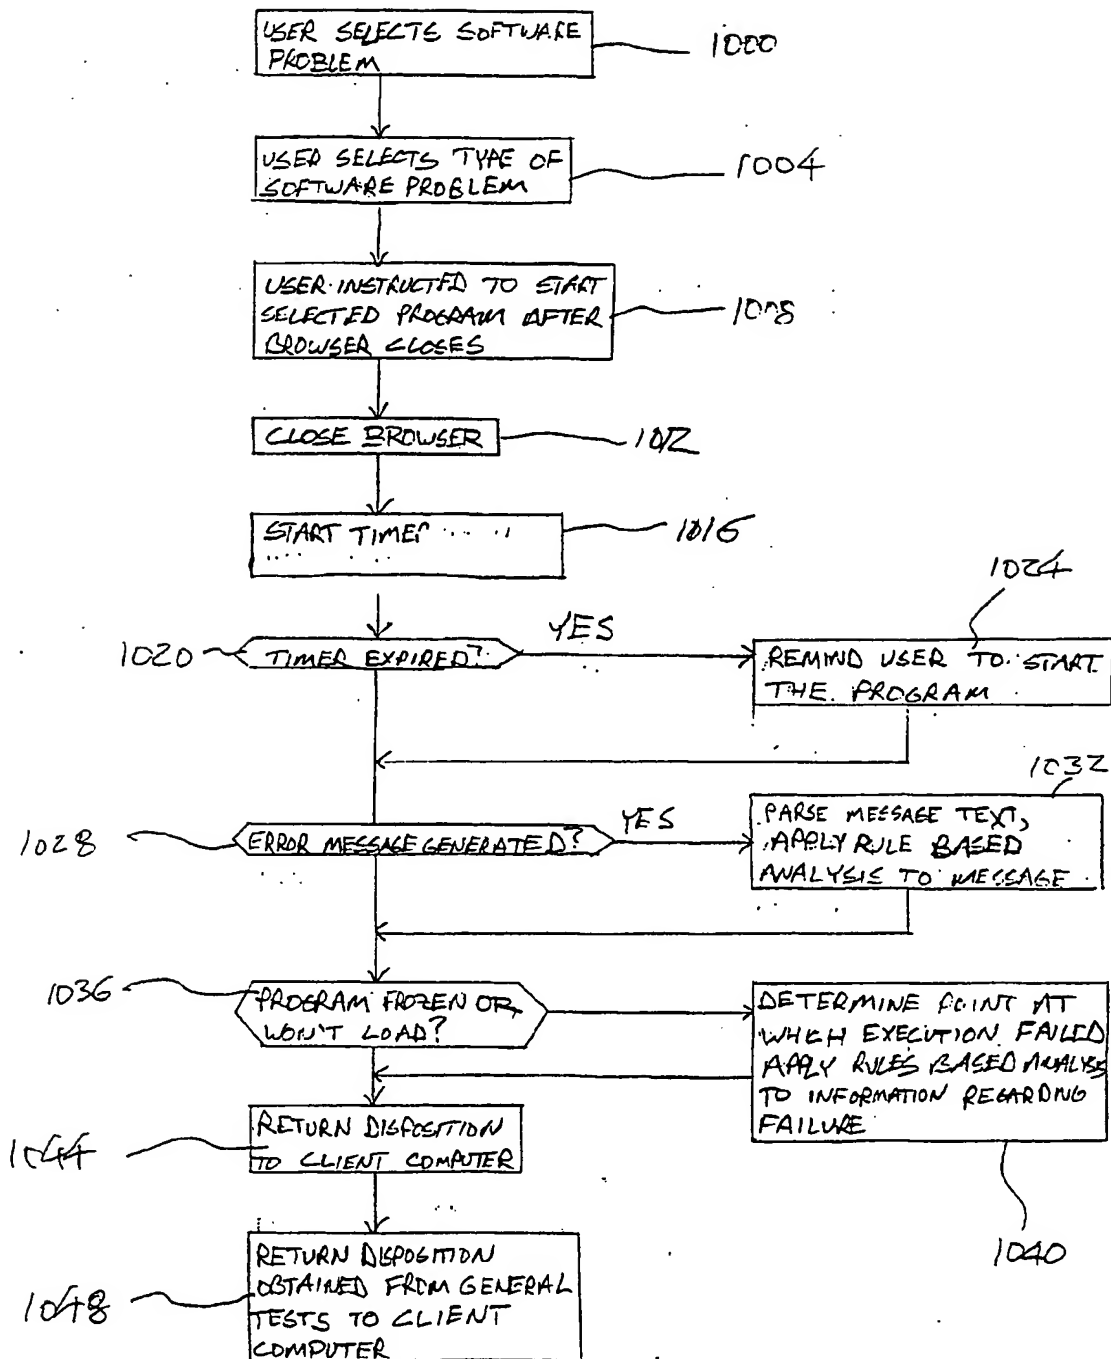 USER SELECTS SOFTWARE
PROBLEM
1000
USER SELECTS TYPE OF
SOFTWARE PROBLEM
1004
USER INSTRUCTED TO START
SELECTED PROGRAM AFTER
BROWSER CLOSES
1008
CLOSE BROWSER
1012
START TIMER
1016
1020
TIMER EXPIRED?
YES
1024
REMIND USER TO START
THE PROGRAM
1028
ERROR MESSAGE GENERATED?
YES
1032
PARSE MESSAGE TEXT,
APPLY RULE BASED
ANALYSIS TO MESSAGE
1036
PROGRAM FROZEN OR
WON'T LOAD?
DETERMINE POINT AT
WHICH EXECUTION FAILED
APPLY RULES BASED ANALYSIS
TO INFORMATION REGARDING
FAILURE
1040
1044
RETURN DISPOSITION
TO CLIENT COMPUTER
1048
RETURN DISPOSITION
OBTAINED FROM GENERAL
TESTS TO CLIENT
COMPUTER